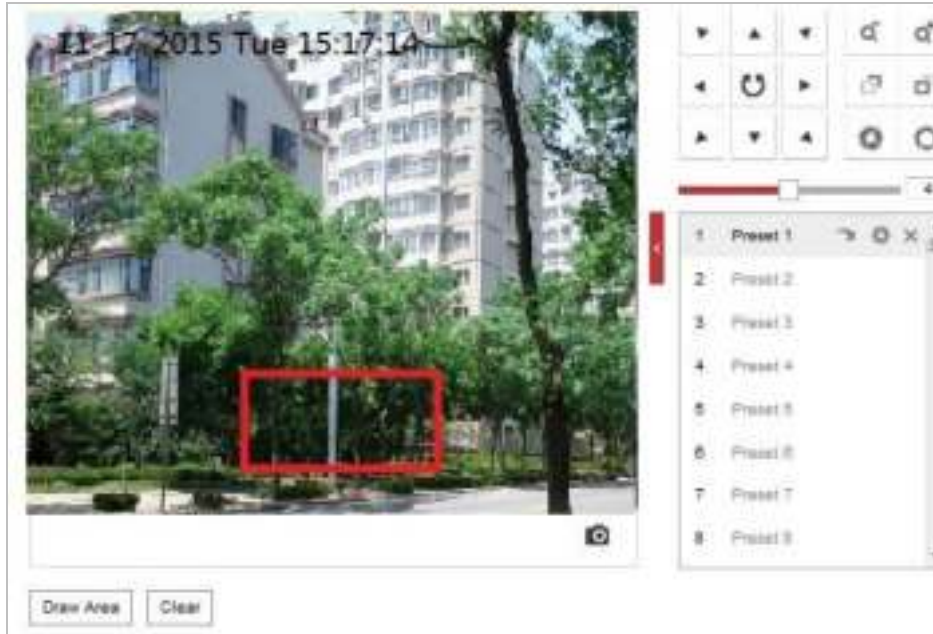 11-17-2015 Tue 15:17:14
4
1 Preset 1
2 Preset 2
3 Preset 3
4 Preset 4
5 Preset 5
6 Preset 6
7 Preset 7
8 Preset 8
Draw Area Clear